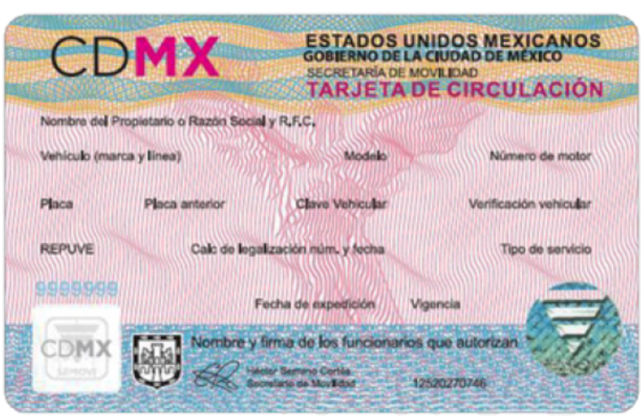 CDMX
ESTADOS UNIDOS MEXICANOS
GOBIERNO DE LA CIUDAD DE MÉXICO
SECRETARÍA DE MOVILIDAD
TARJETA DE CIRCULACIÓN
Nombre del Propietario o Razón Social y R.F.C.
Vehículo (marca y línea) Modelo Número de motor
Placa Placa anterior Clave Vehicular Verificación vehicular
REPUVE Calc de legalización núm. y fecha Tipo de servicio
9999999
Fecha de expedición Vigencia
Nombre y firma de los funcionarios que autorizan
CDMX
SEMOVI
Héctor Serrano Cortés
Secretario de Movilidad 12520270746